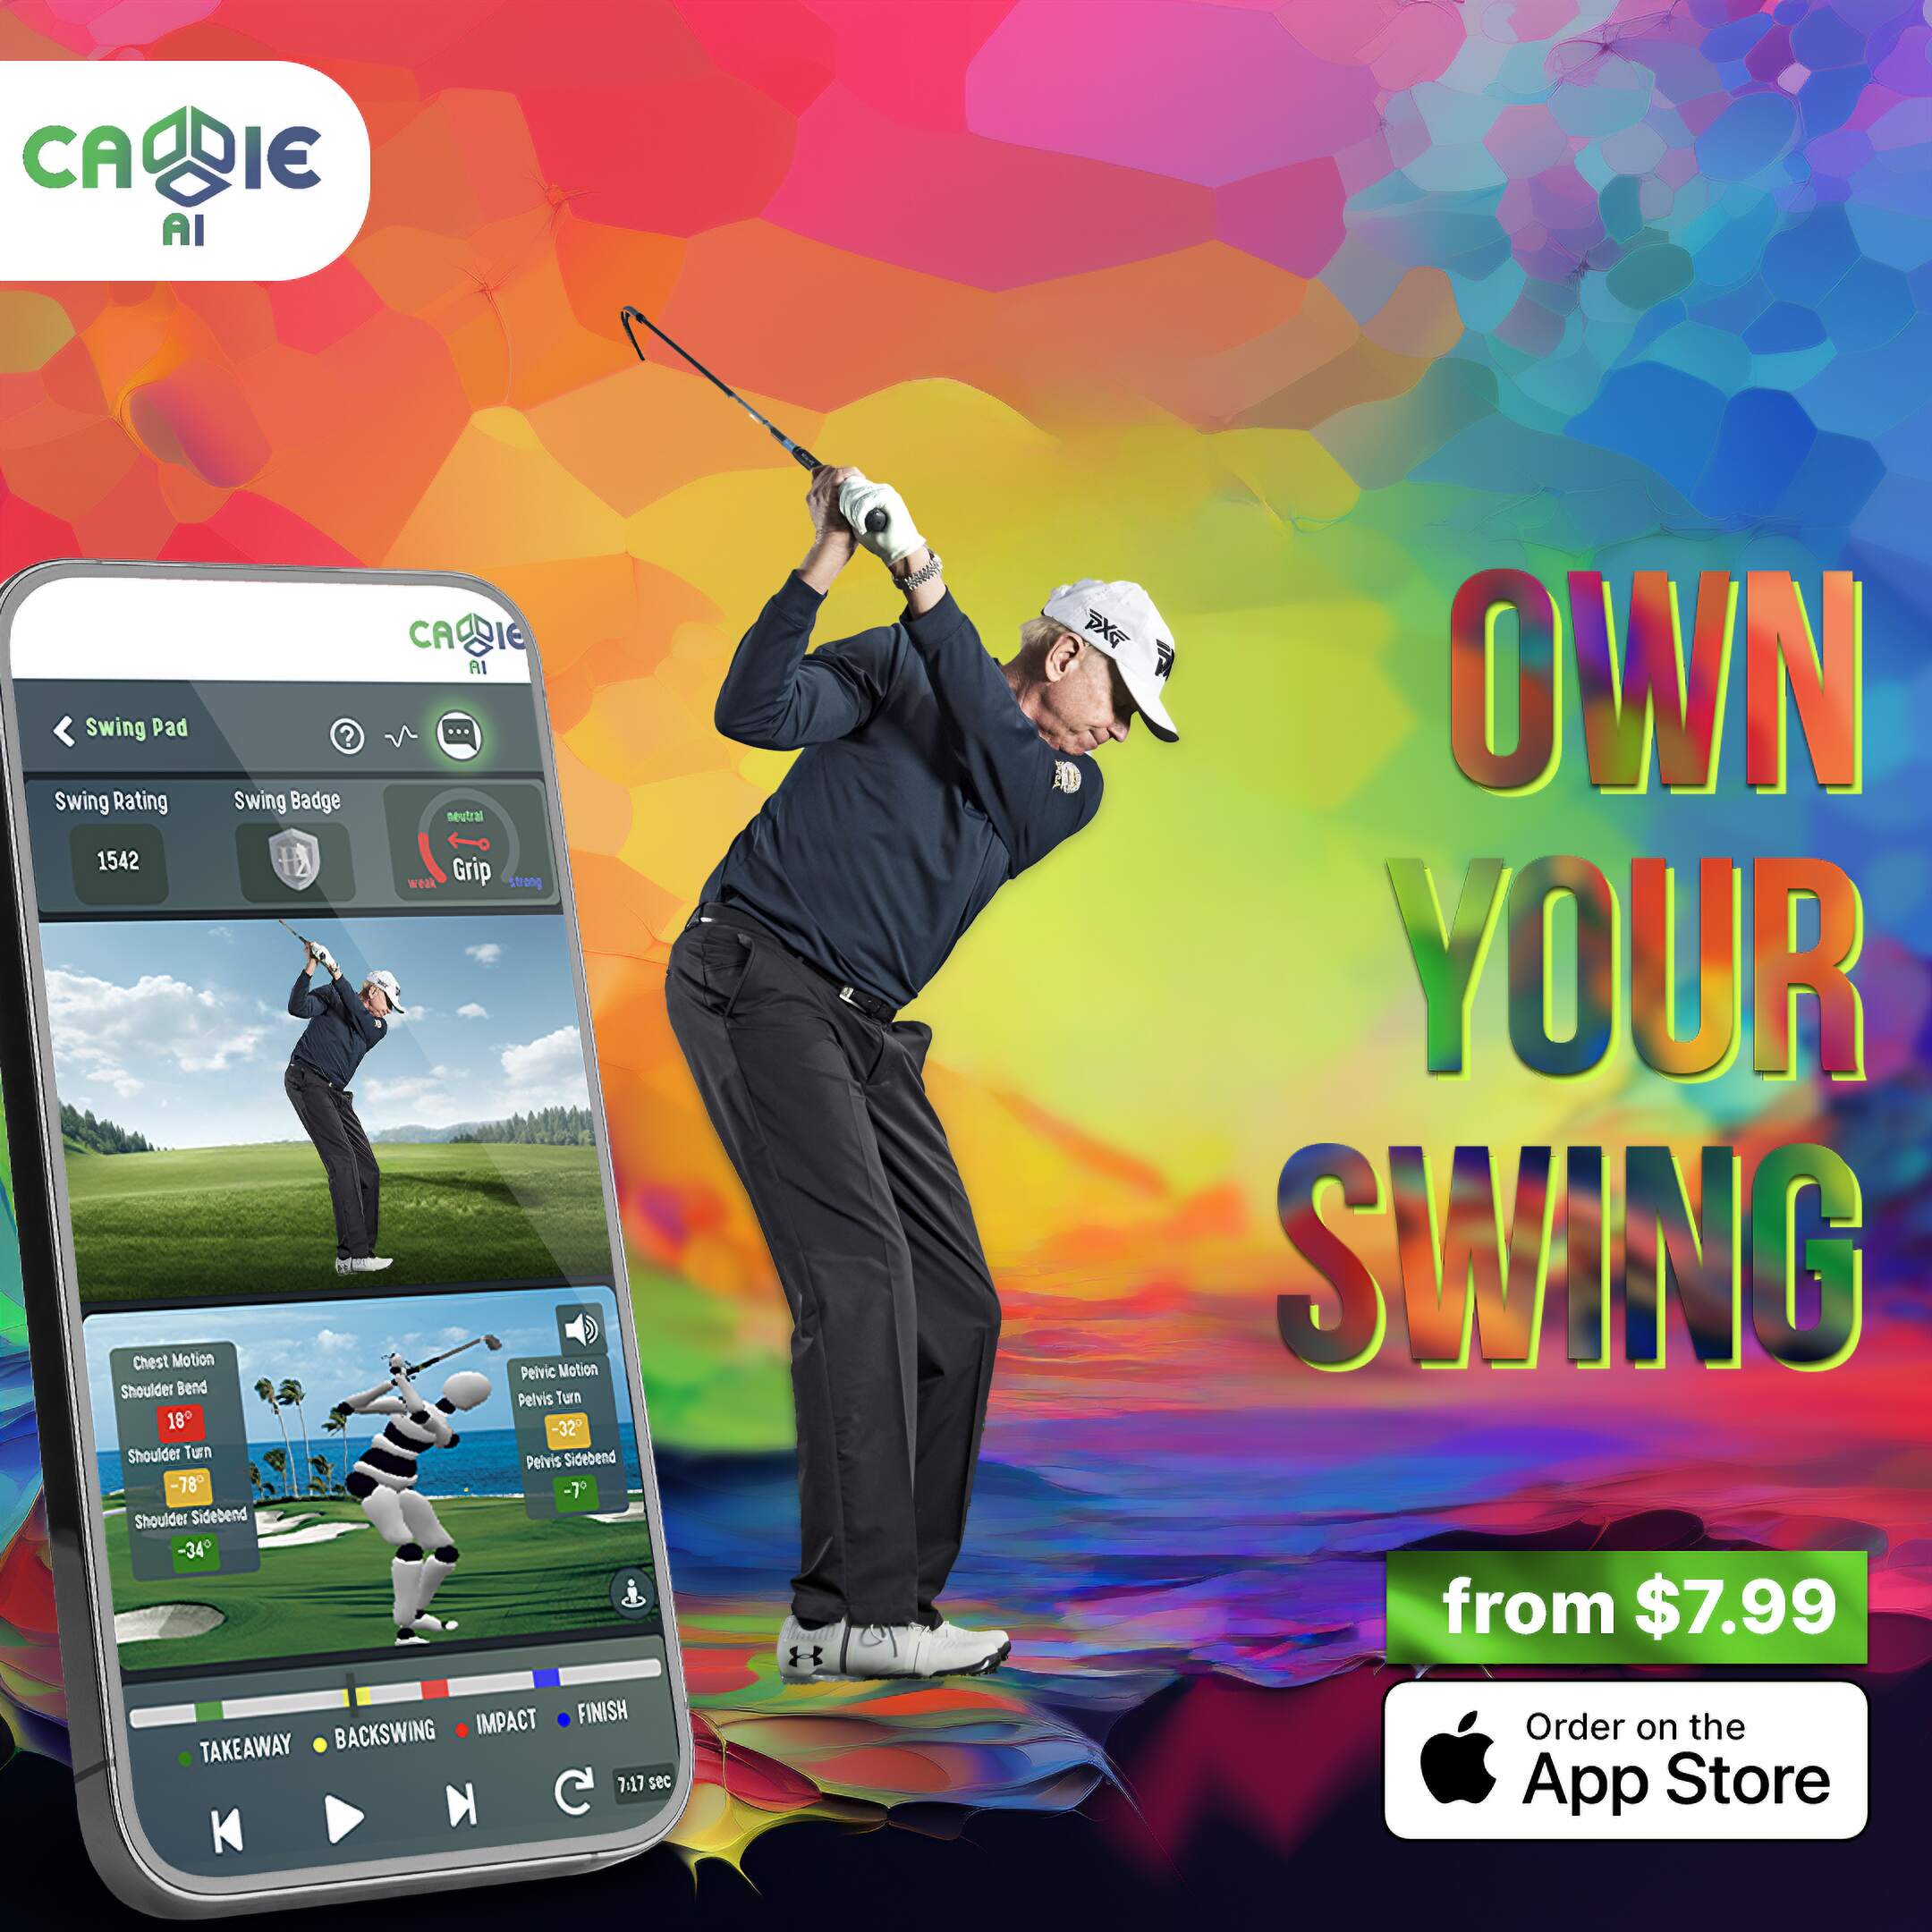 CADDIE
AI
OWN
YOUR
SWING
from $7.99
Order on the
App Store
PXG
CADDIE
AI
Swing Pad
?
Swing Rating
Swing Badge
1542
neutral
Grip
weak
strong
Chest Motion
Shoulder Bend
18°
Shoulder Turn
-78°
Shoulder Sidebend
-34°
Pelvic Motion
Pelvis Turn
-32°
Pelvis Sidebend
-7°
TAKEAWAY
BACKSWING
IMPACT
FINISH
7:17 sec